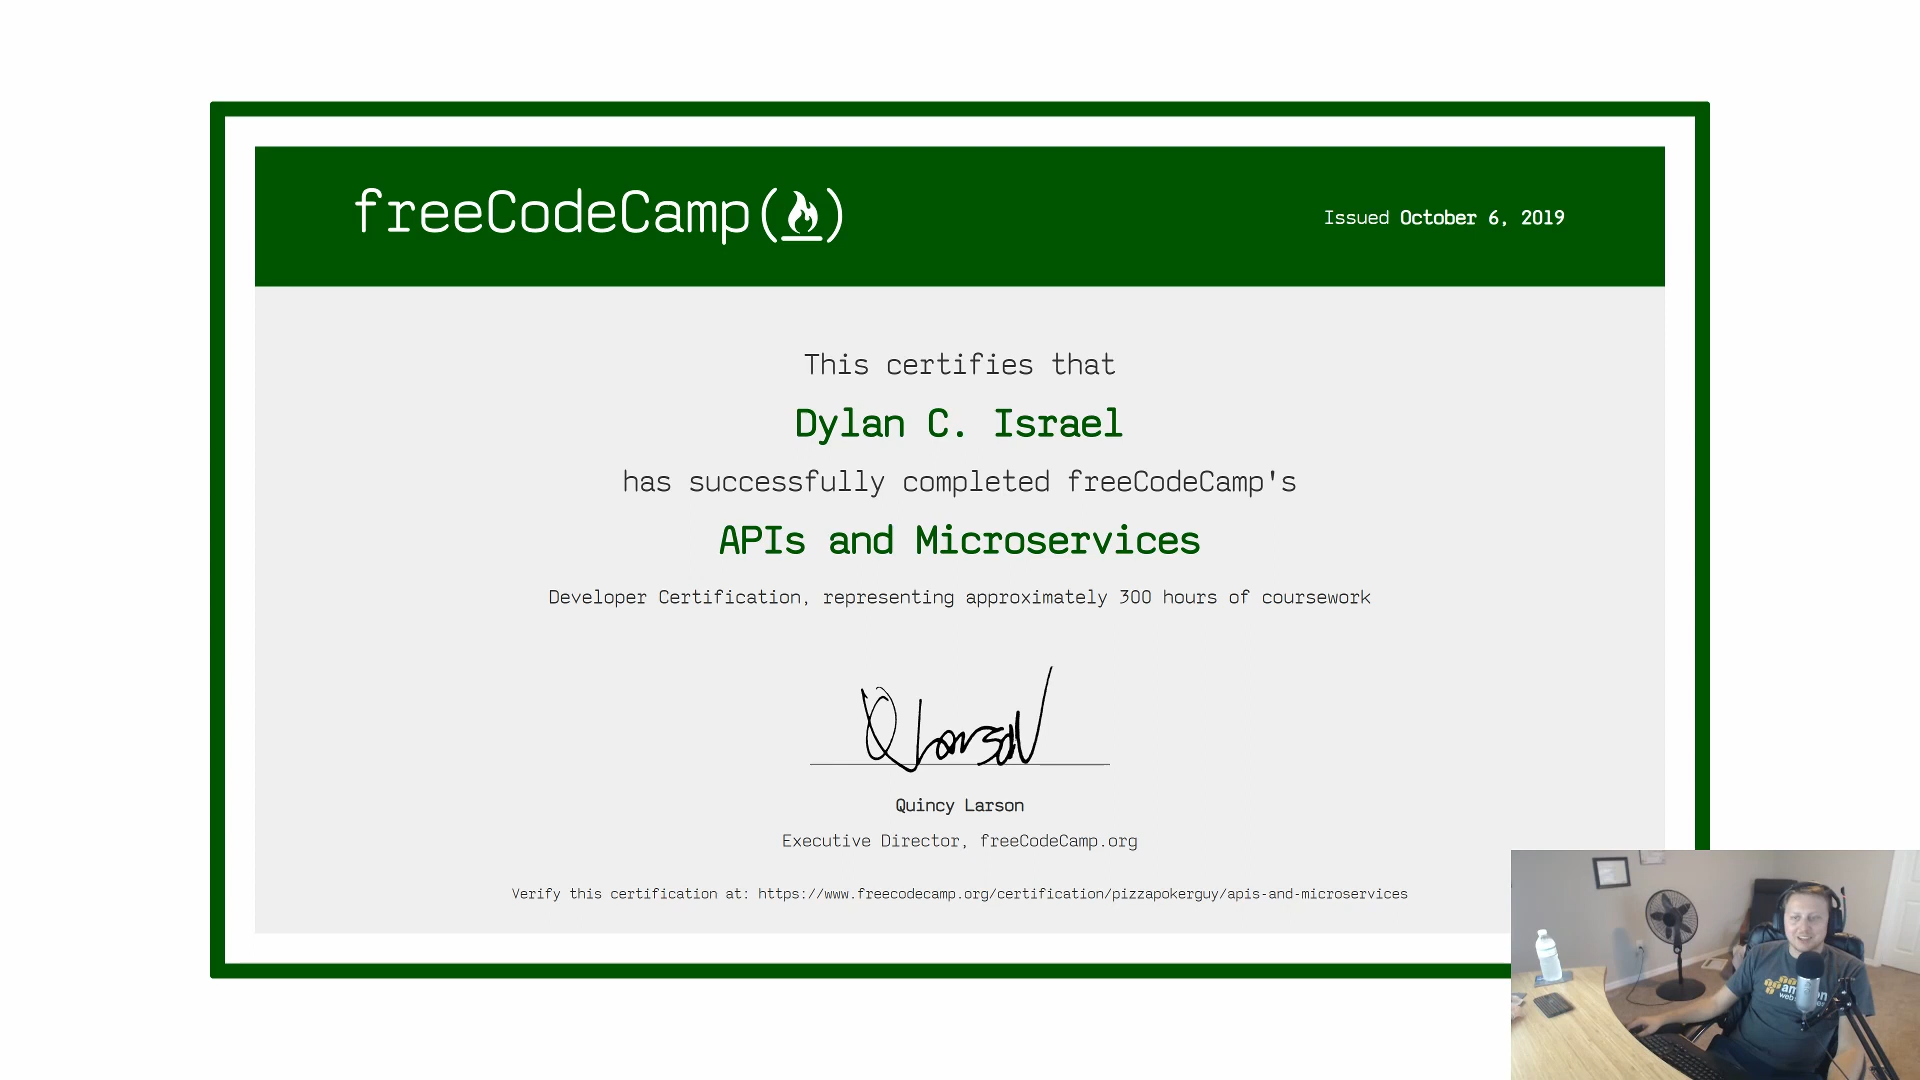 freeCodeCamp(🔥)
Issued October 6, 2019
This certifies that
Dylan C. Israel
has successfully completed freeCodeCamp's
APIs and Microservices
Developer Certification, representing approximately 300 hours of coursework
Q Larson
Quincy Larson
Executive Director, freeCodeCamp.org
Verify this certification at: https://www.freecodecamp.org/certification/pizzapokerguy/apis-and-microservices